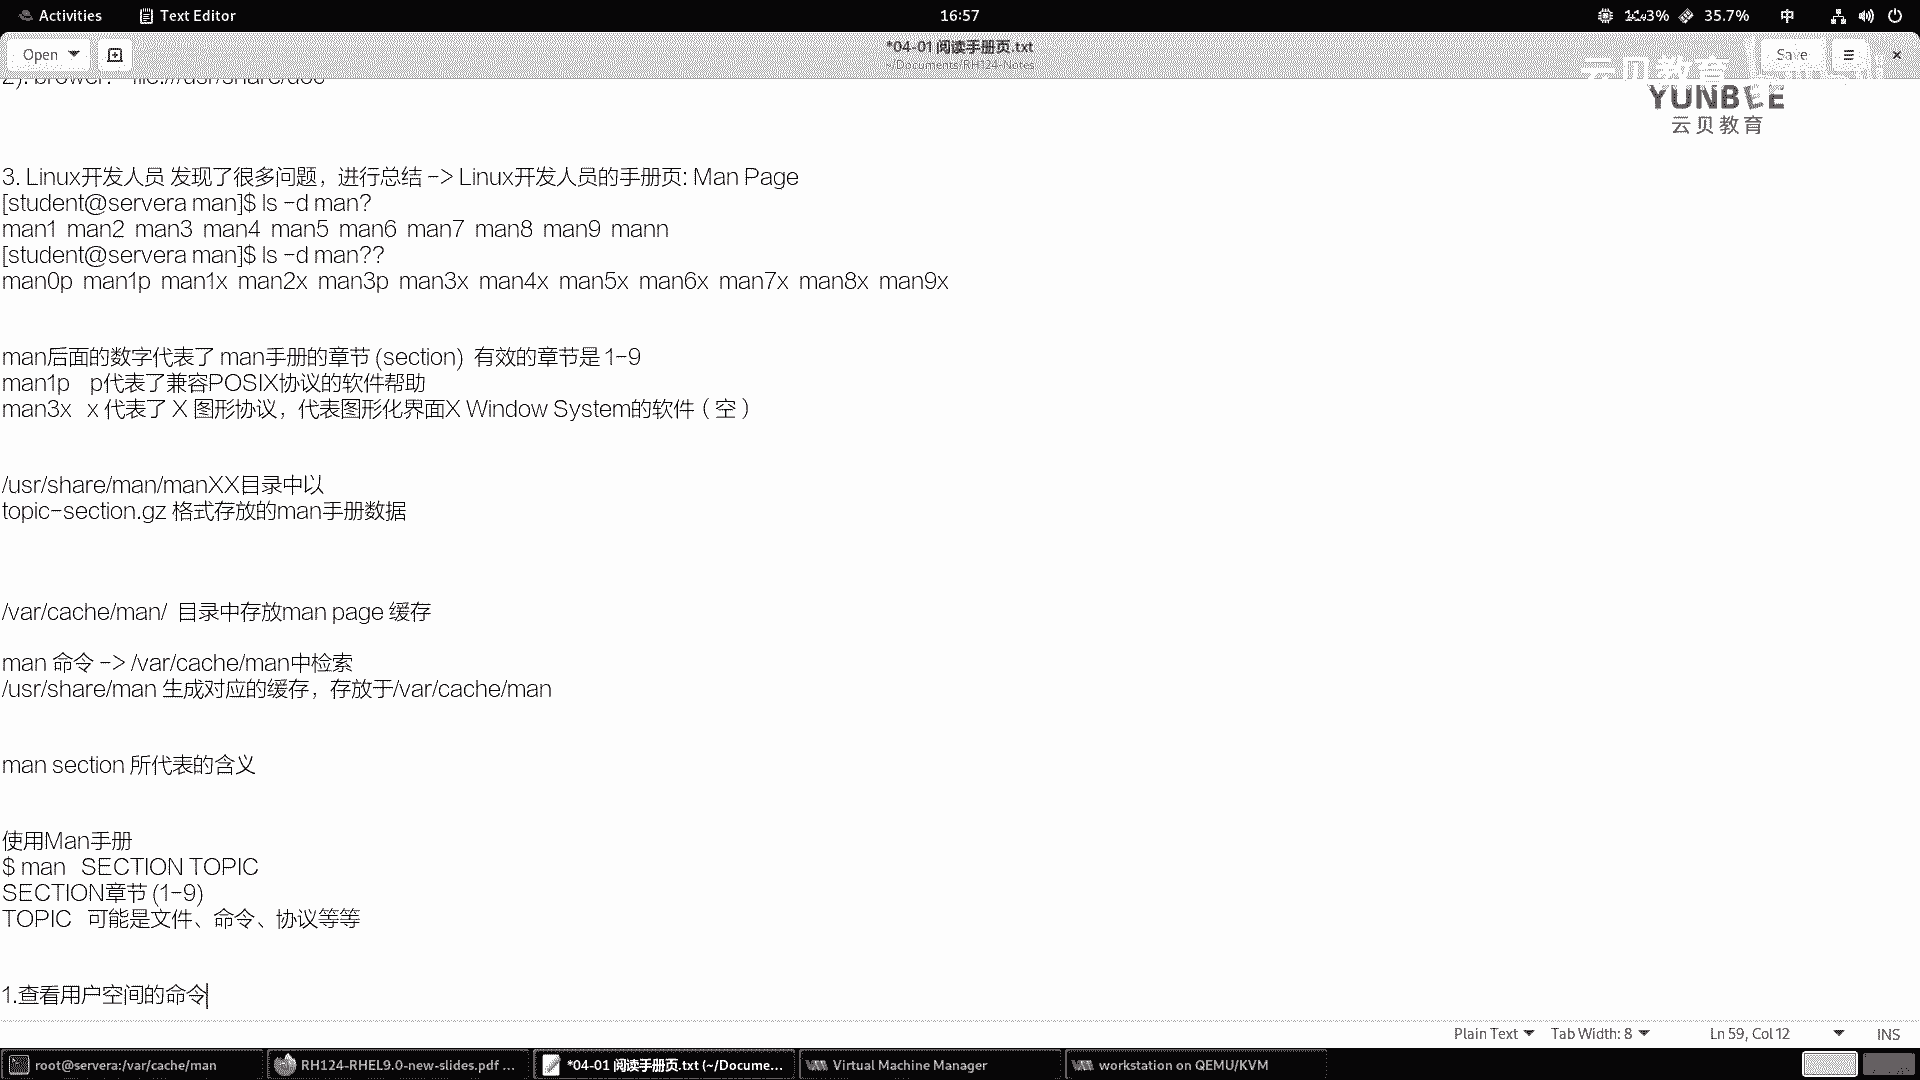 Activities
Text Editor
16:57
35.7%
中
Open
*04-01 阅读手册页.txt
~/Documents/RH124-Notes
Save
云贝教育
YUNBEE
云贝教育
3. Linux开发人员 发现了很多问题，进行总结 -> Linux开发人员的手册页: Man Page
[student@servera man]$ ls -d man?
man1 man2 man3 man4 man5 man6 man7 man8 man9 mann
[student@servera man]$ ls -d man??
man0p man1p man1x man2x man3p man3x man4x man5x man6x man7x man8x man9x
man后面的数字代表了 man手册的章节 (section) 有效的章节是 1-9
man1p p代表了兼容POSIX协议的软件帮助
man3x x 代表了 X 图形协议，代表图形化界面X Window System的软件（空）
/usr/share/man/manXX目录中以
topic-section.gz 格式存放的man手册数据
/var/cache/man/ 目录中存放man page 缓存
man 命令 -> /var/cache/man中检索
/usr/share/man 生成对应的缓存，存放于/var/cache/man
man section 所代表的含义
使用Man手册
$ man SECTION TOPIC
SECTION章节 (1-9)
TOPIC 可能是文件、命令、协议等等
1.查看用户空间的命令
Plain Text
Tab Width: 8
Ln 59, Col 12
INS
root@servera:/var/cache/man
RH124-RHEL9.0-new-slides.pdf ...
*04-01 阅读手册页.txt (~/Docume...
Virtual Machine Manager
workstation on QEMU/KVM